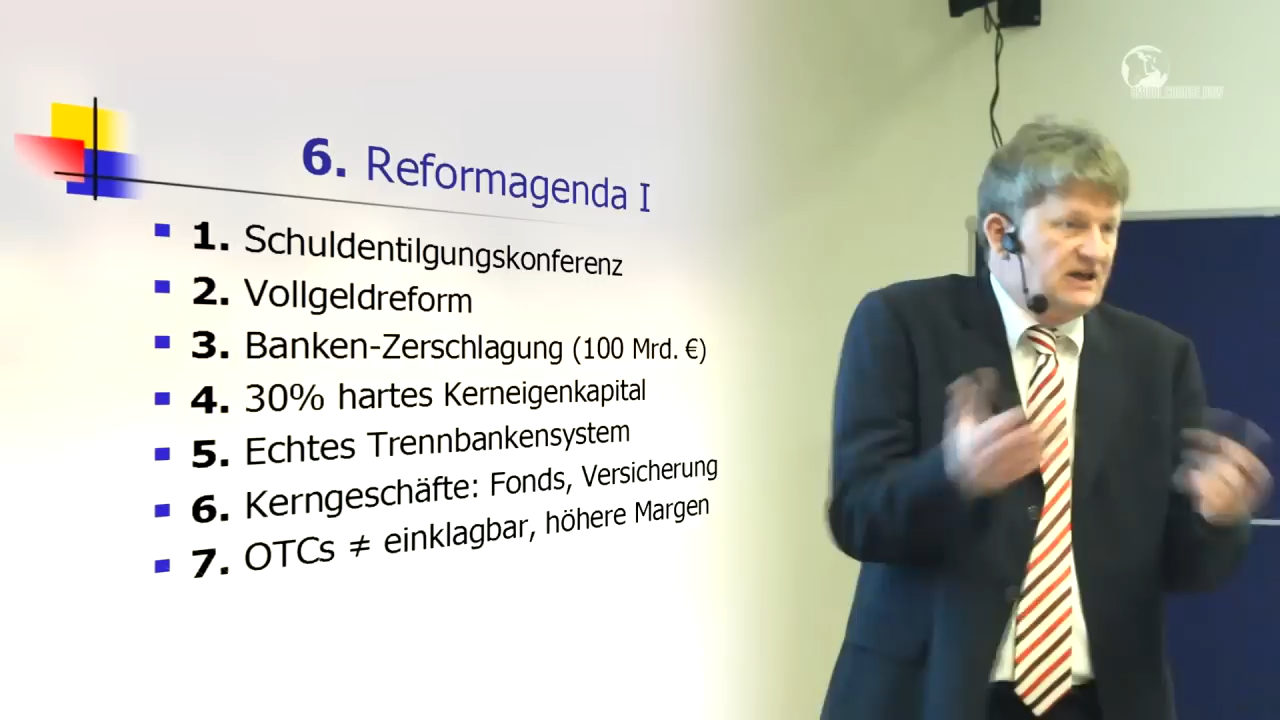 6. Reformagenda I
1. Schuldentilgungskonferenz
2. Vollgeldreform
3. Banken-Zerschlagung (100 Mrd. €)
4. 30% hartes Kerneigenkapital
5. Echtes Trennbankensystem
6. Kerngeschäfte: Fonds, Versicherung
7. OTCs ≠ einklagbar, höhere Margen